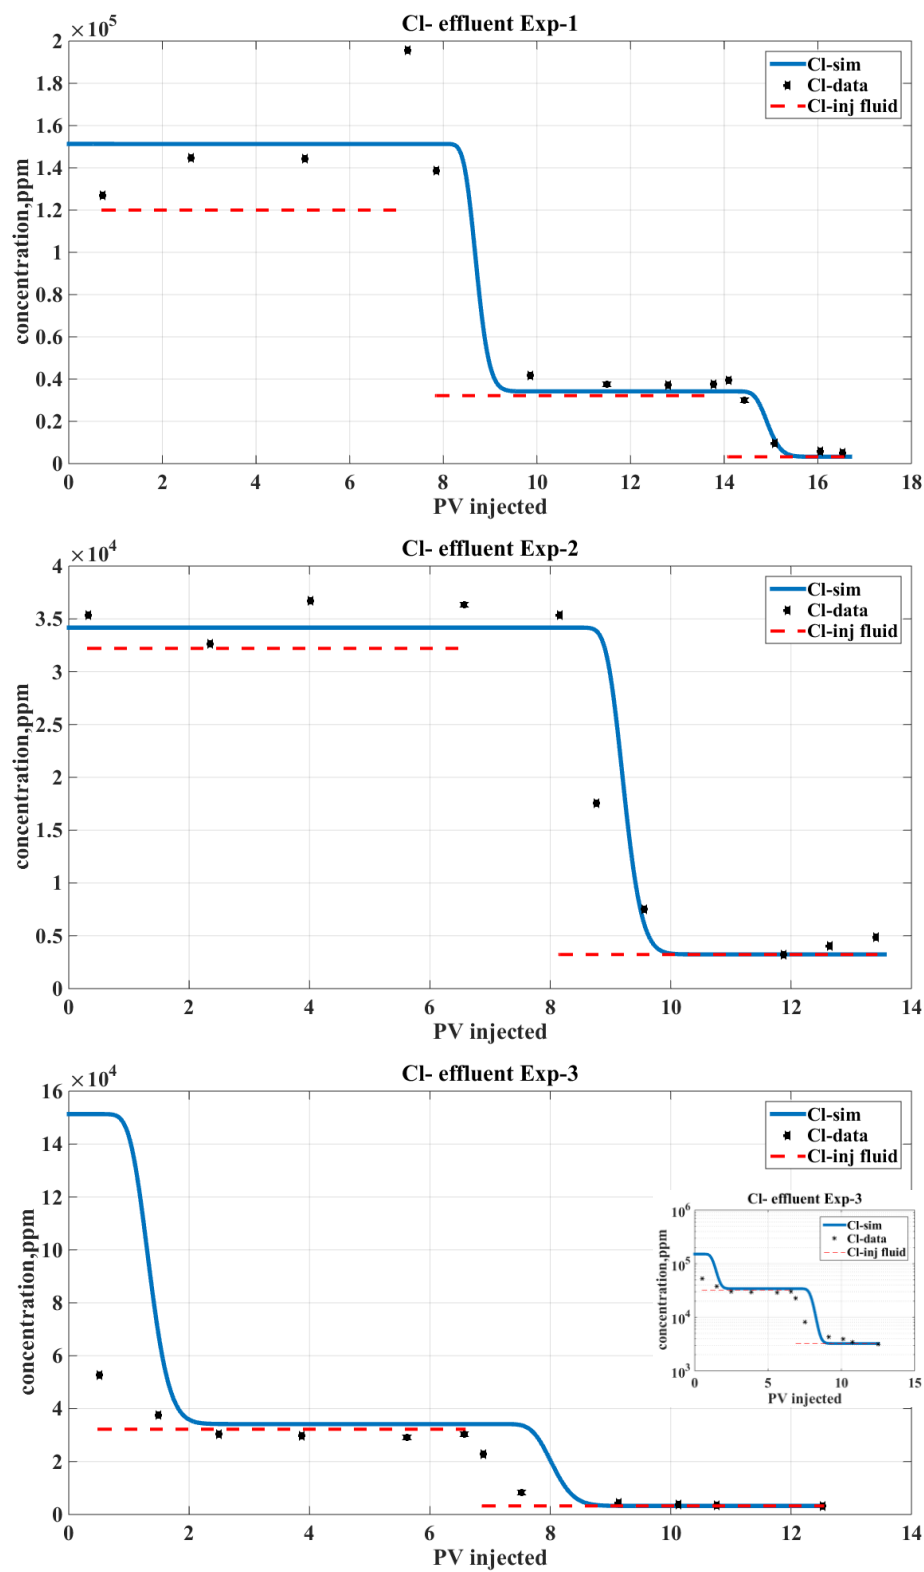 Cl- effluent Exp-1
×10^5
2
1.8
1.6
1.4
1.2
1
0.8
0.6
0.4
0.2
0
concentration,ppm
Cl-sim
Cl-data
Cl-inj fluid
0 2 4 6 8 10 12 14 16 18
PV injected
Cl- effluent Exp-2
×10^4
4
3.5
3
2.5
2
1.5
1
0.5
0
concentration,ppm
Cl-sim
Cl-data
Cl-inj fluid
0 2 4 6 8 10 12 14
PV injected
Cl- effluent Exp-3
×10^4
16
14
12
10
8
6
4
2
0
concentration,ppm
Cl-sim
Cl-data
Cl-inj fluid
Cl- effluent Exp-3
10^6
10^5
10^4
10^3
concentration,ppm
Cl-sim
Cl-data
Cl-inj fluid
0 5 10 15
PV injected
0 2 4 6 8 10 12 14
PV injected